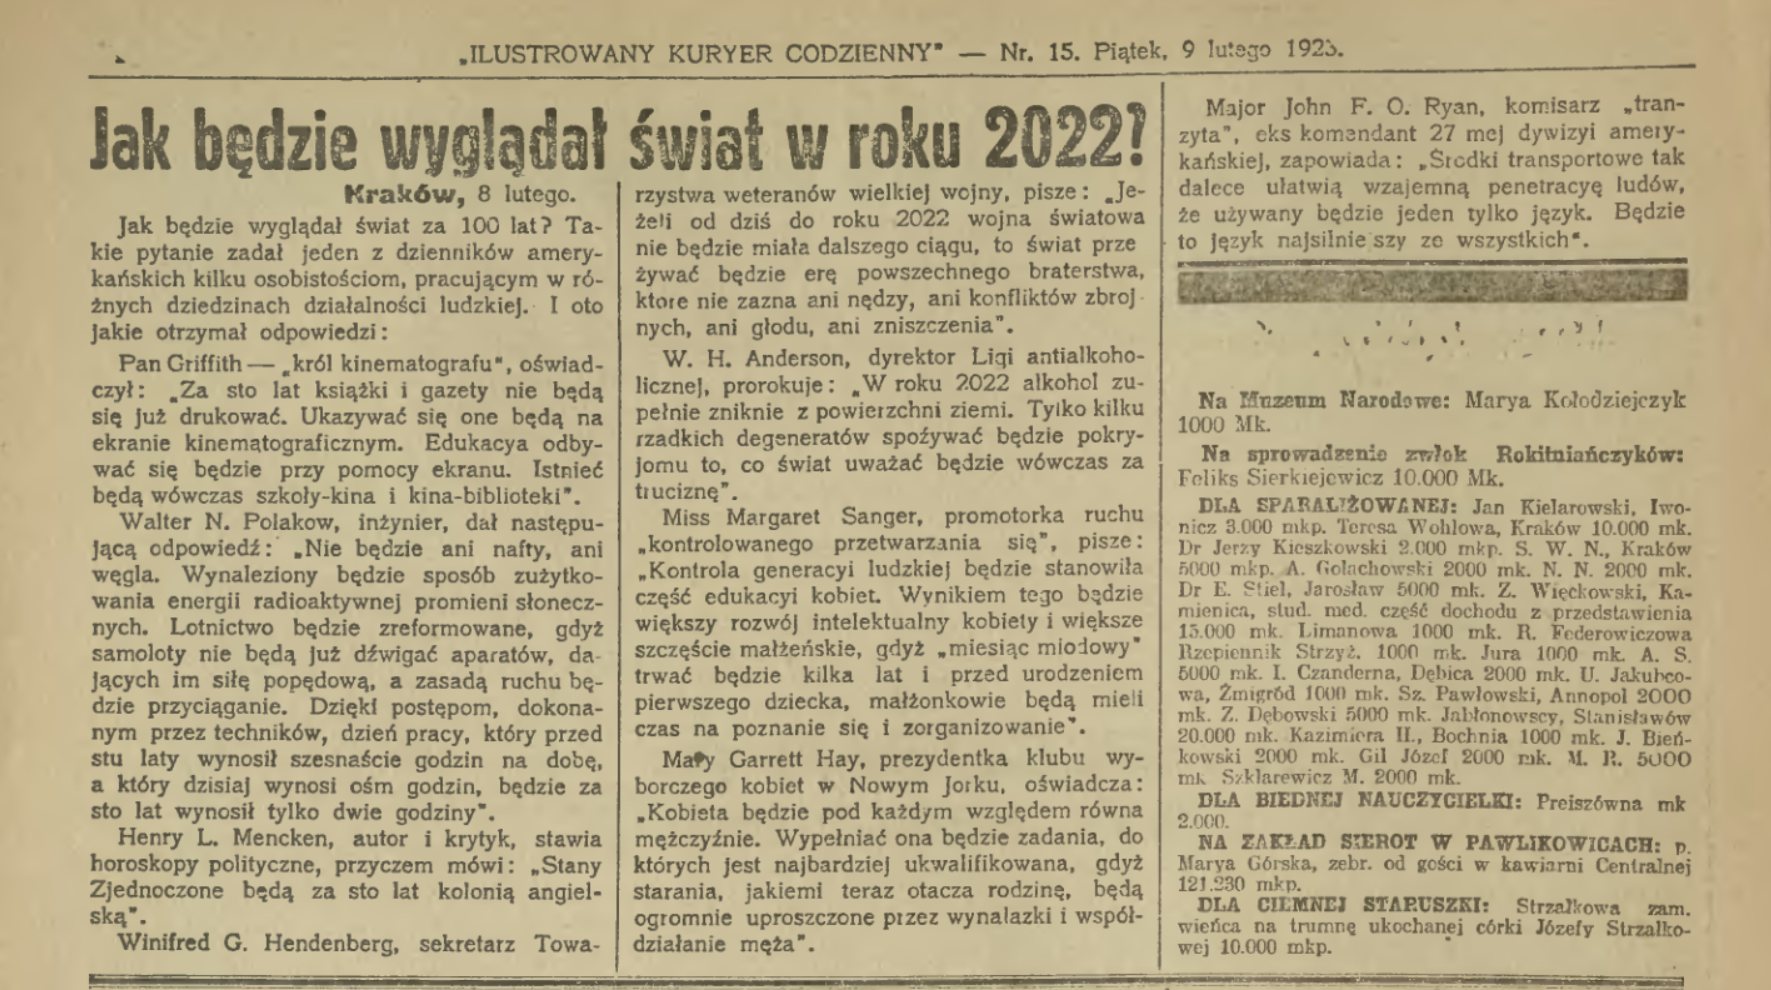 „ILUSTROWANY KURYER CODZIENNY" — Nr. 15. Piątek, 9 lutego 1923.
Jak będzie wyglądał świat w roku 2022?
Kraków, 8 lutego.
Jak będzie wyglądał świat za 100 lat? Ta-
kie pytanie zadał jeden z dzienników amery-
kańskich kilku osobistościom, pracującym w ró-
żnych dziedzinach działalności ludzkiej. I oto
jakie otrzymał odpowiedzi:
Pan Griffith — „król kinematografu", oświad-
czył: „Za sto lat książki i gazety nie będą
się już drukować. Ukazywać się one będą na
ekranie kinematograficznym. Edukacya odby-
wać się będzie przy pomocy ekranu. Istnieć
będą wówczas szkoły-kina i kina-biblioteki".
Walter N. Polakow, inżynier, dał następu-
jącą odpowiedź: „Nie będzie ani nafty, ani
węgla. Wynaleziony będzie sposób zużytko-
wania energii radioaktywnej promieni słonecz-
nych. Lotnictwo będzie zreformowane, gdyż
samoloty nie będą już dźwigać aparatów, da-
jących im siłę popędową, a zasadą ruchu bę-
dzie przyciąganie. Dzięki postępom, dokona-
nym przez techników, dzień pracy, który przed
stu laty wynosił szesnaście godzin na dobę,
a który dzisiaj wynosi ośm godzin, będzie za
sto lat wynosił tylko dwie godziny".
Henry L. Mencken, autor i krytyk, stawia
horoskopy polityczne, przyczem mówi: „Stany
Zjednoczone będą za sto lat kolonią angiel-
ską".
Winifred G. Hendenberg, sekretarz Towa-
rzystwa weteranów wielkiej wojny, pisze: „Je-
żeli od dziś do roku 2022 wojna światowa
nie będzie miała dalszego ciągu, to świat prze
żywać będzie erę powszechnego braterstwa,
które nie zazna ani nędzy, ani konfliktów zbroj-
nych, ani głodu, ani zniszczenia".
W. H. Anderson, dyrektor Ligi antialkoho-
licznej, prorokuje: „W roku 2022 alkohol zu-
pełnie zniknie z powierzchni ziemi. Tylko kilku
rzadkich degeneratów spożywać będzie pokry-
jomu to, co świat uważać będzie wówczas za
truciznę".
Miss Margaret Sanger, promotorka ruchu
„kontrolowanego przetwarzania się", pisze:
„Kontrola generacyi ludzkiej będzie stanowiła
część edukacyi kobiet. Wynikiem tego będzie
większy rozwój intelektualny kobiety i większe
szczęście małżeńskie, gdyż „miesiąc miodowy"
trwać będzie kilka lat i przed urodzeniem
pierwszego dziecka, małżonkowie będą mieli
czas na poznanie się i zorganizowanie".
Mary Garrett Hay, prezydentka klubu wy-
borczego kobiet w Nowym Jorku, oświadcza:
„Kobieta będzie pod każdym względem równa
mężczyźnie. Wypełniać ona będzie zadania, do
których jest najbardziej ukwalifikowana, gdyż
starania, jakiemi teraz otacza rodzinę, będą
ogromnie uproszczone przez wynalazki i współ-
działanie męża".
Major John F. O. Ryan, komisarz „tran-
zyta", eks komendant 27 mej dywizyi amery-
kańskiej, zapowiada: „Środki transportowe tak
dalece ułatwią wzajemną penetracyę ludów,
że używany będzie jeden tylko język. Będzie
to język najsilniejszy ze wszystkich".
Na Muzeum Narodowe: Marya Kołodziejczyk
1000 Mk.
Na sprowadzenie zwłok Rokitniańczyków:
Feliks Sierkiejewicz 10.000 Mk.
DLA SPARALIŻOWANEJ: Jan Kielarowski, Iwo-
nicz 3.000 mkp. Teresa Wohlowa, Kraków 10.000 mk.
Dr Jerzy Kieszkowski 2.000 mkp. S. W. N., Kraków
5000 mkp. A. Gołachowski 2000 mk. N. N. 2000 mk.
Dr E. Stiel, Jarosław 5000 mk. Z. Więckowski, Ka-
mienica, stud. med. część dochodu z przedstawienia
15.000 mk. Limanowa 1000 mk. R. Federowiczowa
Rzepiennik Strzyż. 1000 mk. Jura 1000 mk. A. S.
5000 mk. I. Czanderna, Dębica 2000 mk. U. Jakubco-
wa, Żmigród 1000 mk. Sz. Pawłowski, Annopol 2000
mk. Z. Dębowski 5000 mk. Jabłonowscy, Stanisławów
20.000 mk. Kazimiera II., Bochnia 1000 mk. J. Bień-
kowski 2000 mk. Gil Józef 2000 mk. M. R. 5000
mk Szklarewicz M. 2000 mk.
DLA BIEDNEJ NAUCZYCIELKI: Preiszówna mk
2.000.
NA ZAKŁAD SIEROT W PAWLIKOWICACH: p.
Marya Górska, zebr. od gości w kawiarni Centralnej
121.230 mkp.
DLA CIEMNEJ STARUSZKI: Strzałkowa zam.
wieńca na trumnę ukochanej córki Józefy Strzałko-
wej 10.000 mkp.